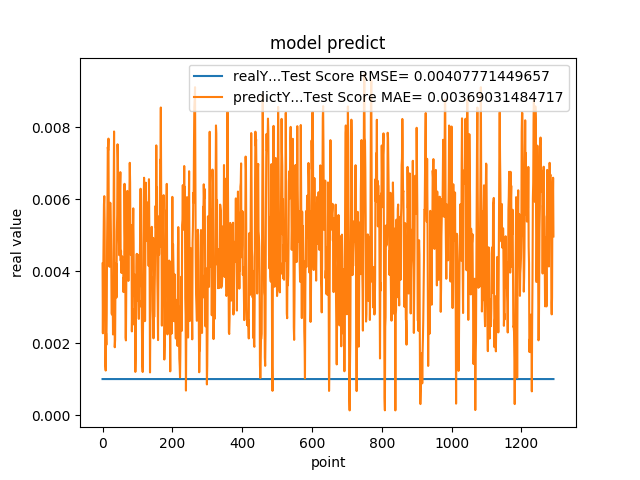 model predict
realY...Test Score RMSE= 0.00407771449657
predictY...Test Score MAE= 0.00369031484717
0.008
0.006
0.004
0.002
0.000
real value
0 200 400 600 800 1000 1200
point